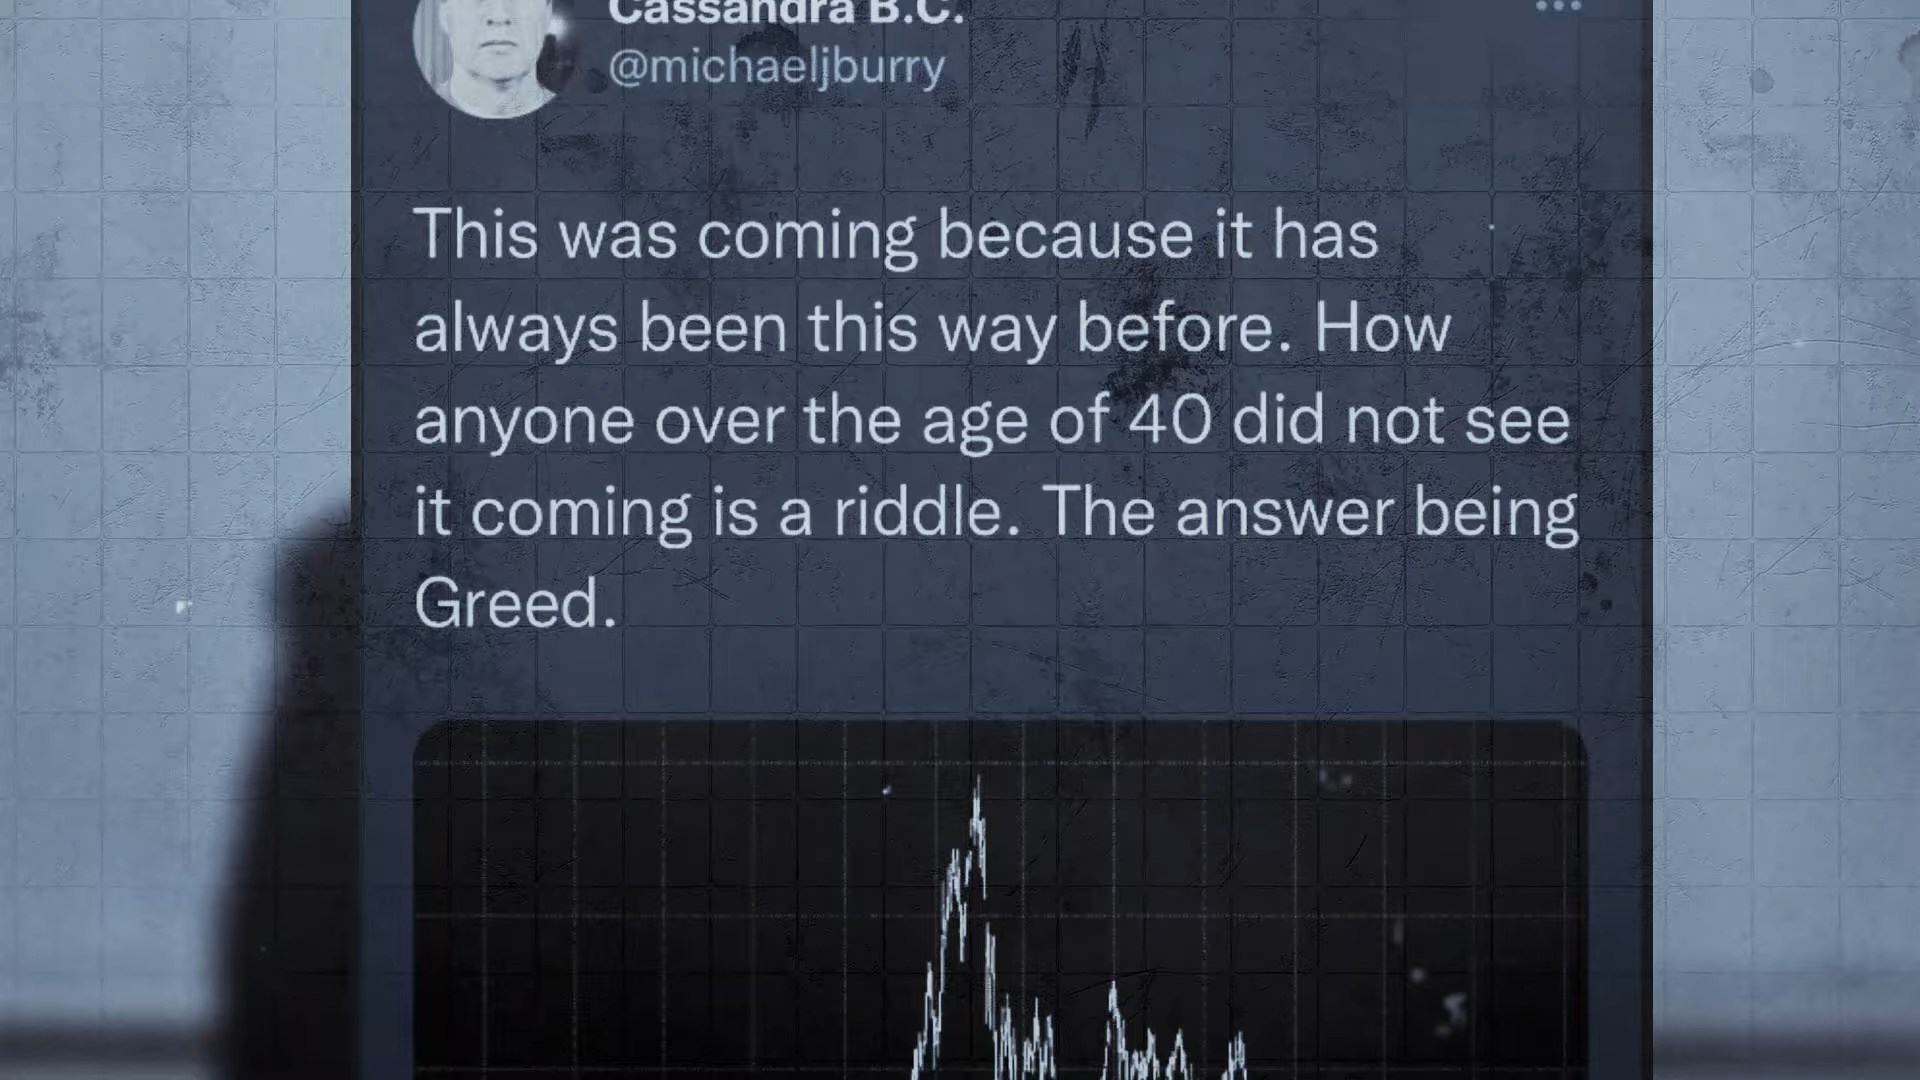 Cassandra B.C.
@michaeljburry
This was coming because it has
always been this way before. How
anyone over the age of 40 did not see
it coming is a riddle. The answer being
Greed.